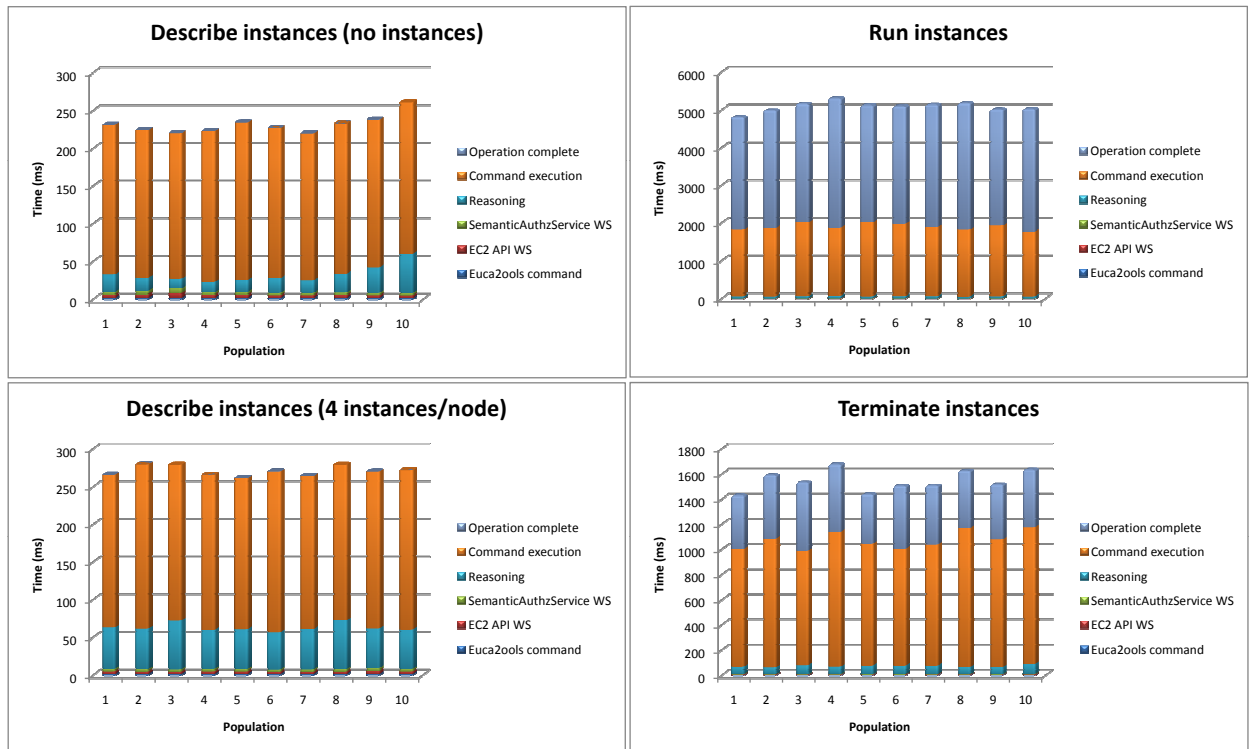 Describe instances (no instances)
300
250
200
150
100
50
0
Time (ms)
1 2 3 4 5 6 7 8 9 10
Population
Operation complete
Command execution
Reasoning
SemanticAuthzService WS
EC2 API WS
Euca2ools command
Run instances
6000
5000
4000
3000
2000
1000
0
Time (ms)
1 2 3 4 5 6 7 8 9 10
Population
Operation complete
Command execution
Reasoning
SemanticAuthzService WS
EC2 API WS
Euca2ools command
Describe instances (4 instances/node)
300
250
200
150
100
50
0
Time (ms)
1 2 3 4 5 6 7 8 9 10
Population
Operation complete
Command execution
Reasoning
SemanticAuthzService WS
EC2 API WS
Euca2ools command
Terminate instances
1800
1600
1400
1200
1000
800
600
400
200
0
Time (ms)
1 2 3 4 5 6 7 8 9 10
Population
Operation complete
Command execution
Reasoning
SemanticAuthzService WS
EC2 API WS
Euca2ools command